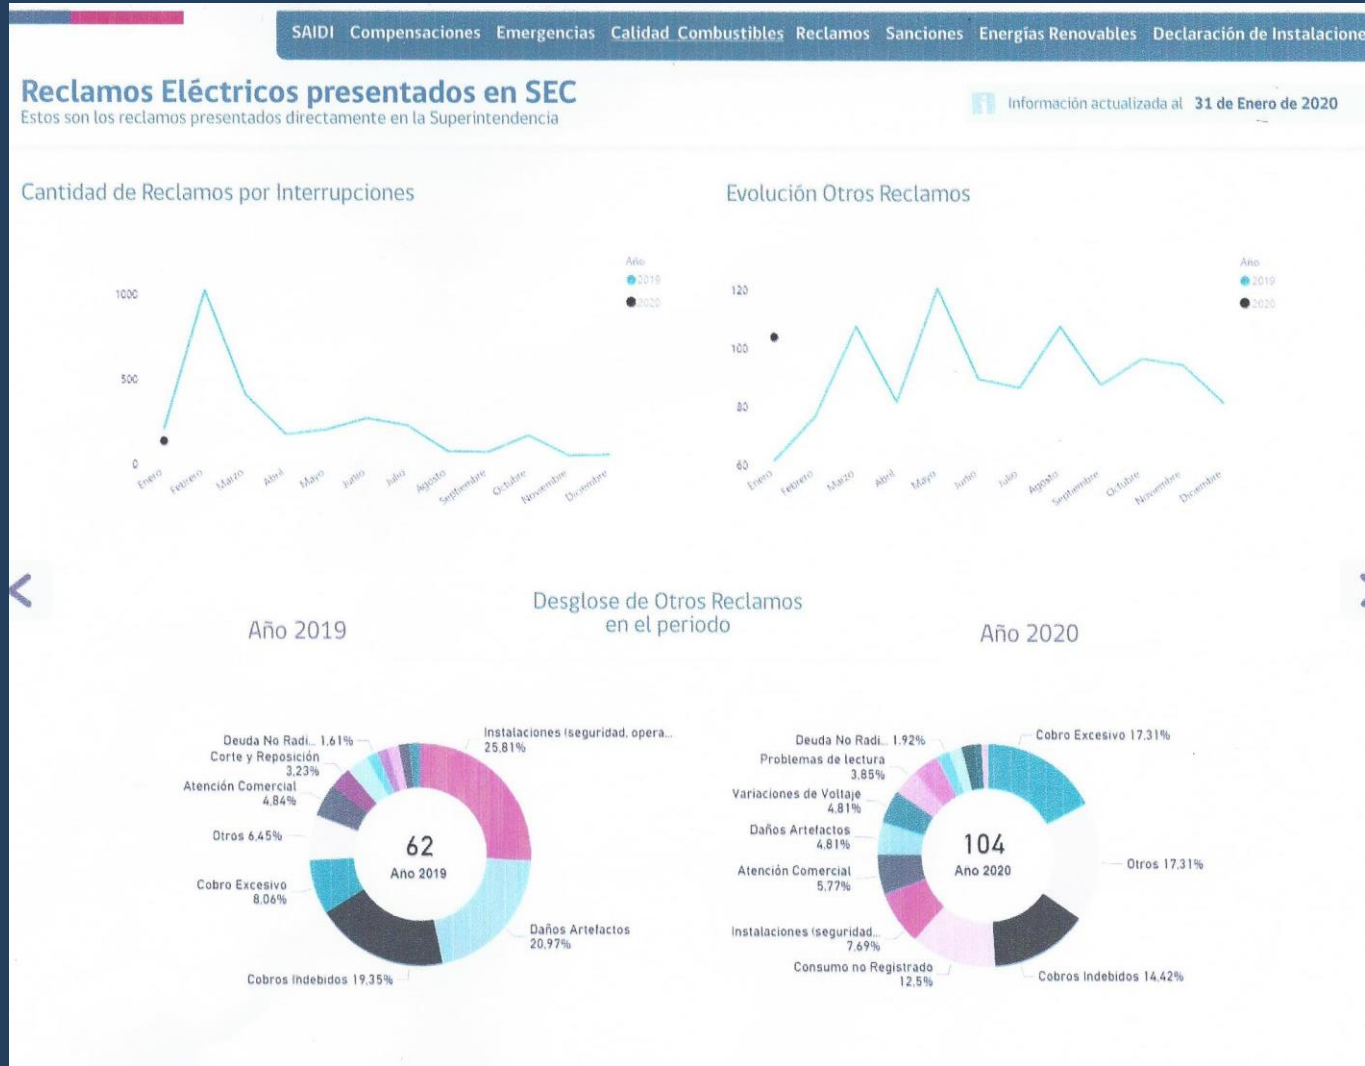 SAIDI Compensaciones Emergencias Calidad Combustibles Reclamos Sanciones Energías Renovables Declaración de Instalacione
Reclamos Eléctricos presentados en SEC
Estos son los reclamos presentados directamente en la Superintendencia
Información actualizada al 31 de Enero de 2020
Cantidad de Reclamos por Interrupciones
Año
2019
2020
1000
500
0
Enero
Febrero
Marzo
Abril
Mayo
Junio
Julio
Agosto
Septiembre
Octubre
Noviembre
Diciembre
Evolución Otros Reclamos
Año
2019
2020
120
100
80
60
Enero
Febrero
Marzo
Abril
Mayo
Junio
Julio
Agosto
Septiembre
Octubre
Noviembre
Diciembre
Desglose de Otros Reclamos
en el periodo
Año 2019
Deuda No Radi... 1,61%
Corte y Reposición
3,23%
Atención Comercial
4,84%
Otros 6,45%
Cobro Excesivo
8,06%
Cobros Indebidos 19,35%
Instalaciones (seguridad, opera...
25,81%
Daños Artefactos
20,97%
62
Año 2019
Año 2020
Deuda No Radi... 1,92%
Problemas de lectura
3,85%
Variaciones de Voltaje
4,81%
Daños Artefactos
4,81%
Atención Comercial
5,77%
Instalaciones (seguridad...
7,69%
Consumo no Registrado
12,5%
Cobro Excesivo 17,31%
Otros 17,31%
Cobros Indebidos 14,42%
104
Año 2020